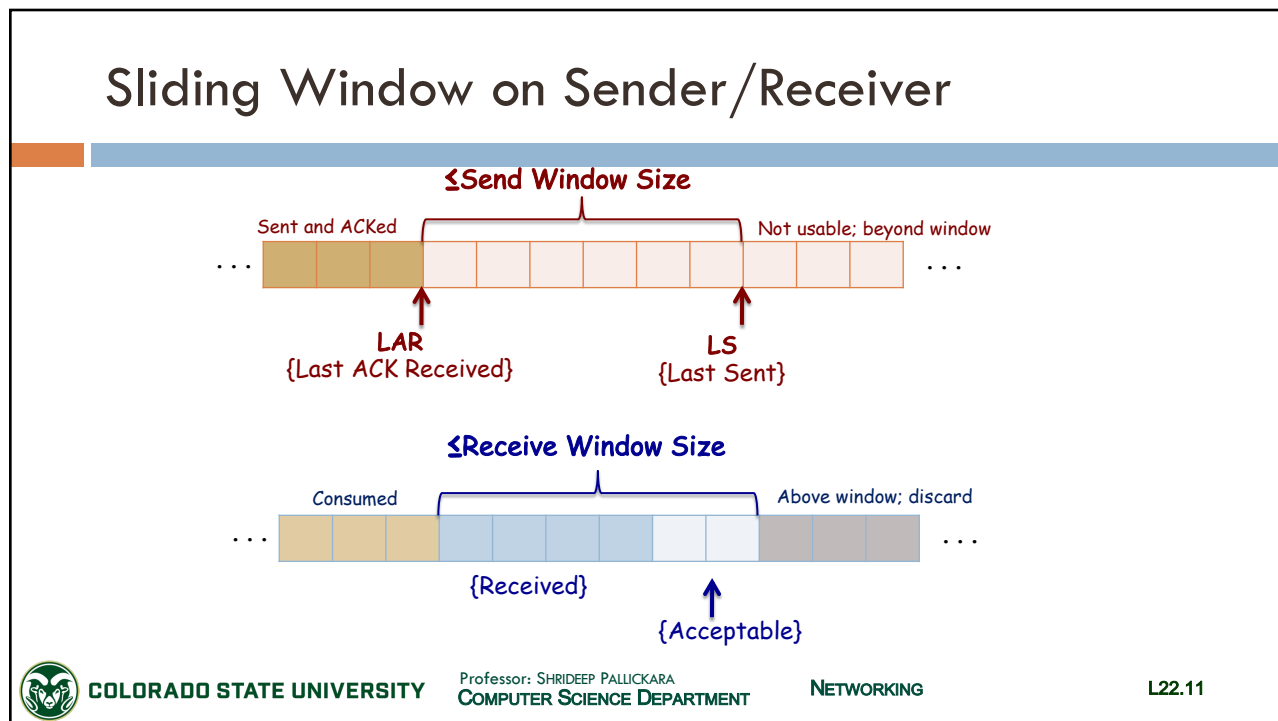 Sliding Window on Sender/Receiver
≤Send Window Size
Sent and ACKed
Not usable; beyond window
. . .
. . .
LAR
{Last ACK Received}
LS
{Last Sent}
≤Receive Window Size
Consumed
Above window; discard
. . .
. . .
{Received}
{Acceptable}
COLORADO STATE UNIVERSITY
Professor: SHRIDEEP PALLICKARA
COMPUTER SCIENCE DEPARTMENT
NETWORKING
L22.11